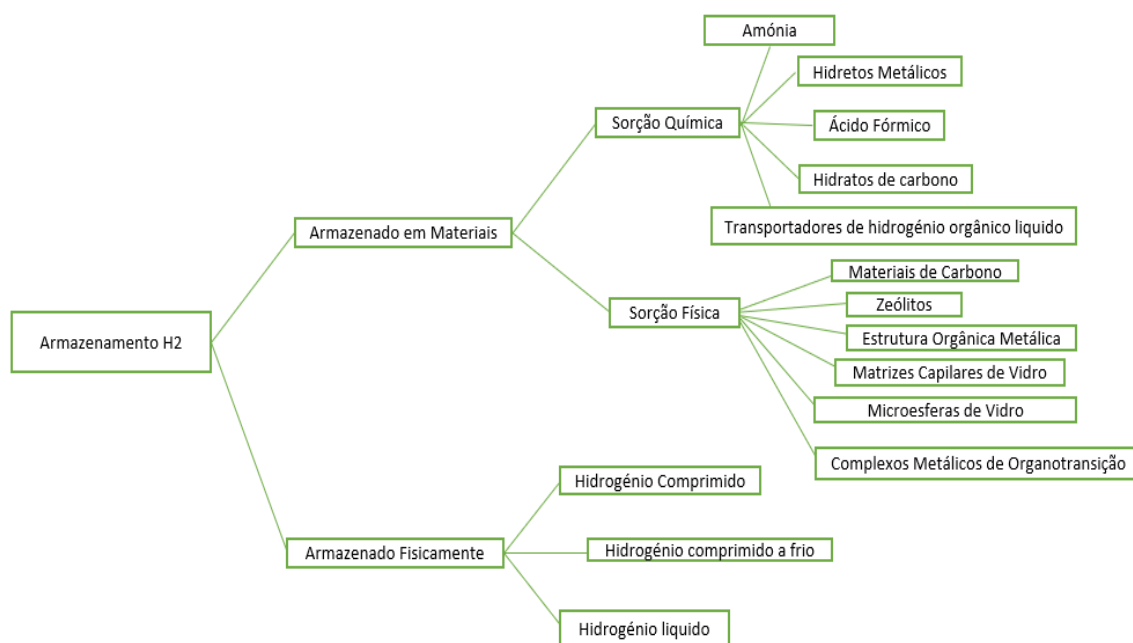 Amónia
Hidretos Metálicos
Sorção Química
Ácido Fórmico
Hidratos de carbono
Transportadores de hidrogénio orgânico liquido
Armazenado em Materiais
Materiais de Carbono
Zeólitos
Sorção Física
Estrutura Orgânica Metálica
Armazenamento H2
Matrizes Capilares de Vidro
Microesferas de Vidro
Complexos Metálicos de Organotransição
Hidrogénio Comprimido
Armazenado Fisicamente
Hidrogénio comprimido a frio
Hidrogénio liquido